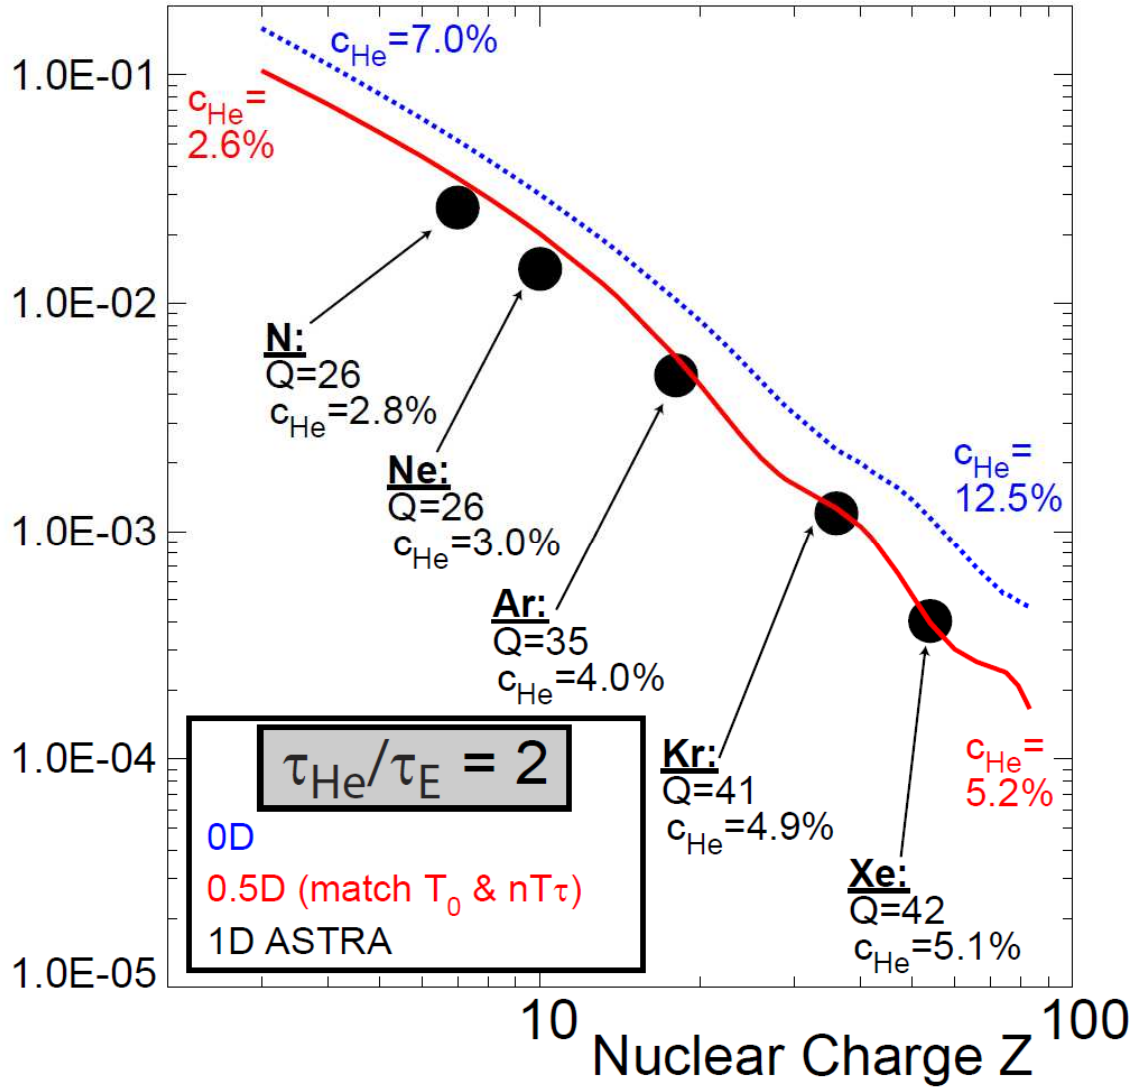 1.0E-01
1.0E-02
1.0E-03
1.0E-04
1.0E-05
c_He=7.0%
c_He=
2.6%
N:
Q=26
c_He=2.8%
Ne:
Q=26
c_He=3.0%
Ar:
Q=35
c_He=4.0%
Kr:
Q=41
c_He=4.9%
Xe:
Q=42
c_He=5.1%
c_He=
12.5%
c_He=
5.2%
τ_He/τ_E = 2
0D
0.5D (match T_0 & nTτ)
1D ASTRA
10
100
Nuclear Charge Z